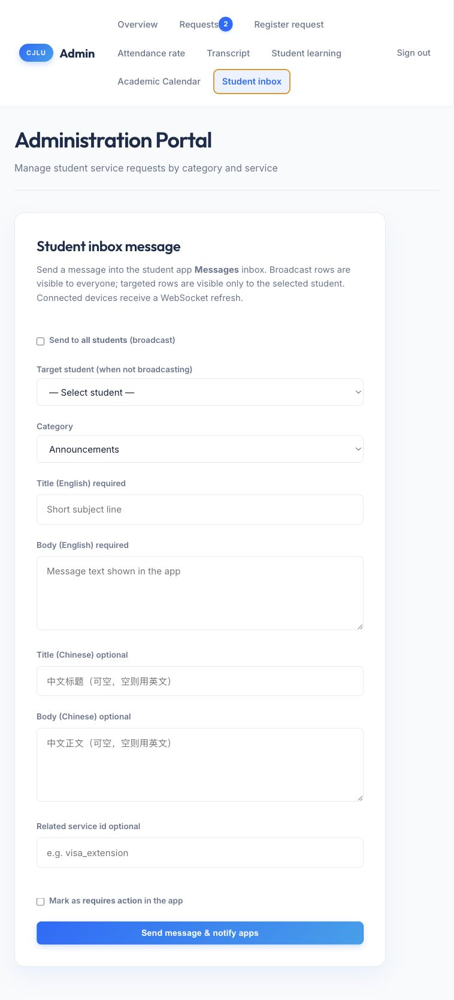 Overview Requests 2 Register request
CJLU Admin Attendance rate Transcript Student learning Sign out
Academic Calendar Student inbox
Administration Portal
Manage student service requests by category and service
Student inbox message
Send a message into the student app Messages inbox. Broadcast rows are
visible to everyone; targeted rows are visible only to the selected student.
Connected devices receive a WebSocket refresh.
Send to all students (broadcast)
Target student (when not broadcasting)
— Select student —
Category
Announcements
Title (English) required
Short subject line
Body (English) required
Message text shown in the app
Title (Chinese) optional
中文标题（可空，空则用英文）
Body (Chinese) optional
中文正文（可空，空则用英文）
Related service id optional
e.g. visa_extension
Mark as requires action in the app
Send message & notify apps